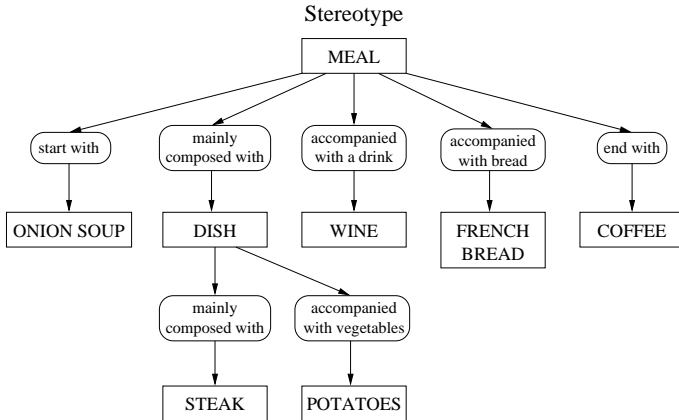 Stereotype
MEAL
start with
mainly
composed with
accompanied
with a drink
accompanied
with bread
end with
ONION SOUP
DISH
WINE
FRENCH
BREAD
COFFEE
mainly
composed with
accompanied
with vegetables
STEAK
POTATOES